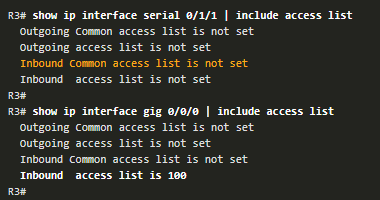 R3# show ip interface serial 0/1/1 | include access list
Outgoing Common access list is not set
Outgoing access list is not set
Inbound Common access list is not set
Inbound  access list is not set
R3#
R3# show ip interface gig 0/0/0 | include access list
Outgoing Common access list is not set
Outgoing access list is not set
Inbound Common access list is not set
Inbound  access list is 100
R3#